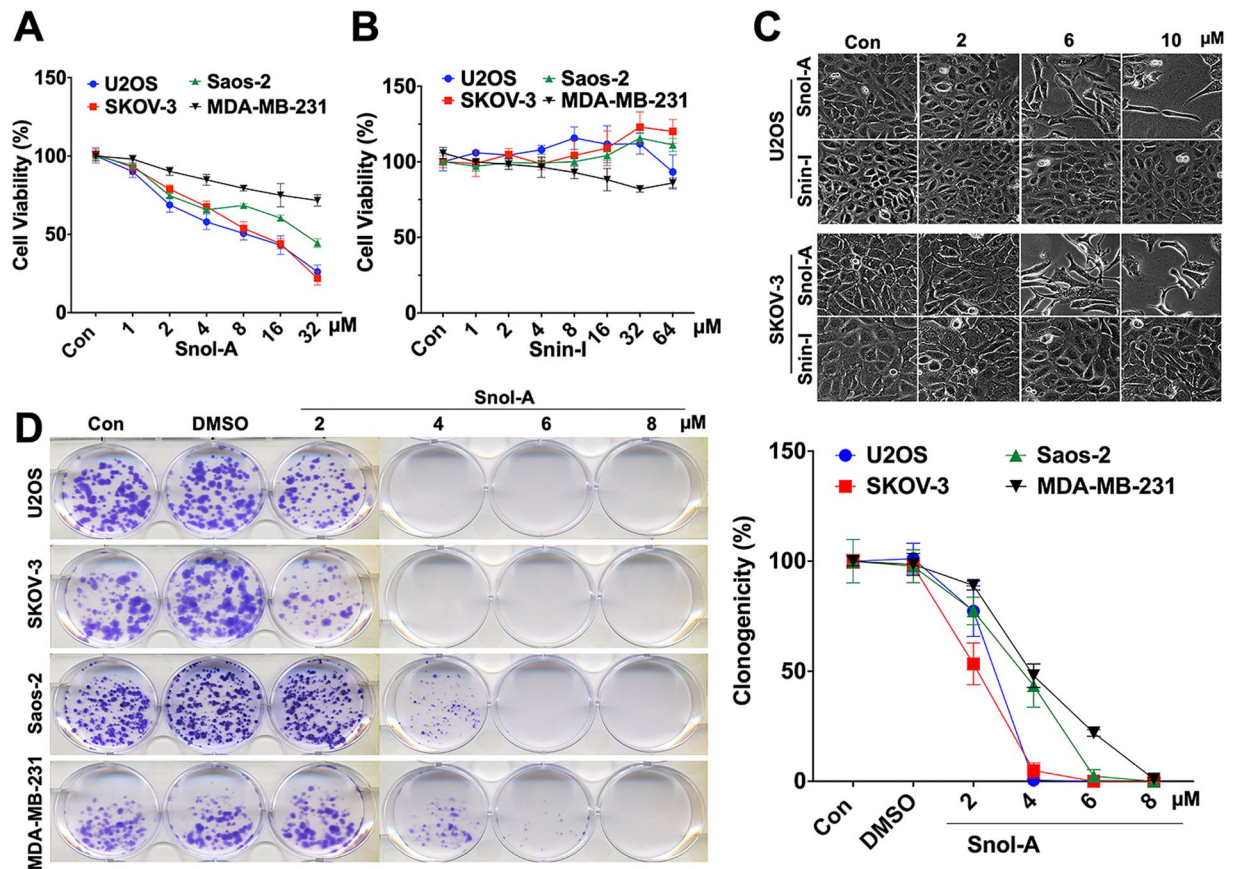 A
150
100
50
0
Cell Viability (%)
U2OS
SKOV-3
Saos-2
MDA-MB-231
Con 1 2 4 8 16 32 µM
Snol-A
B
150
100
50
0
Cell Viability (%)
U2OS
SKOV-3
Saos-2
MDA-MB-231
Con 1 2 4 8 16 32 64 µM
Snin-I
C
Con 2 6 10 µM
U2OS
Snol-A
Snin-I
SKOV-3
Snol-A
Snin-I
D
Snol-A
Con DMSO 2 4 6 8 µM
U2OS
SKOV-3
Saos-2
MDA-MB-231
150
100
50
0
Clonogenicity (%)
U2OS
SKOV-3
Saos-2
MDA-MB-231
Con DMSO 2 4 6 8 µM
Snol-A